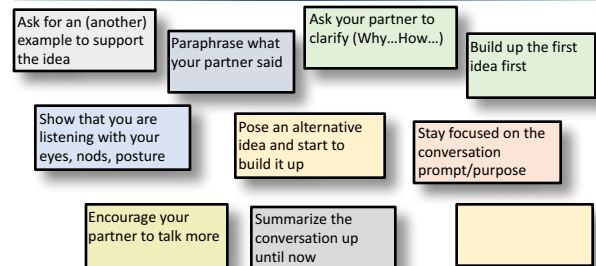 Ask for an (another)
example to support
the idea
Paraphrase what
your partner said
Ask your partner to
clarify (Why...How...)
Build up the first
idea first
Show that you are
listening with your
eyes, nods, posture
Pose an alternative
idea and start to
build it up
Stay focused on the
conversation
prompt/purpose
Encourage your
partner to talk more
Summarize the
conversation up
until now